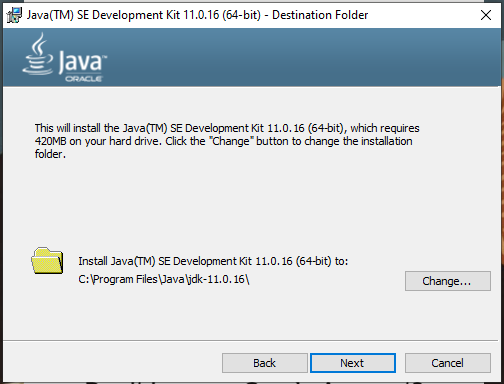 Java(TM) SE Development Kit 11.0.16 (64-bit) - Destination Folder
Java™
ORACLE
This will install the Java(TM) SE Development Kit 11.0.16 (64-bit), which requires
420MB on your hard drive. Click the "Change" button to change the installation
folder.
Install Java(TM) SE Development Kit 11.0.16 (64-bit) to:
C:\Program Files\Java\jdk-11.0.16\
Change...
Back
Next
Cancel